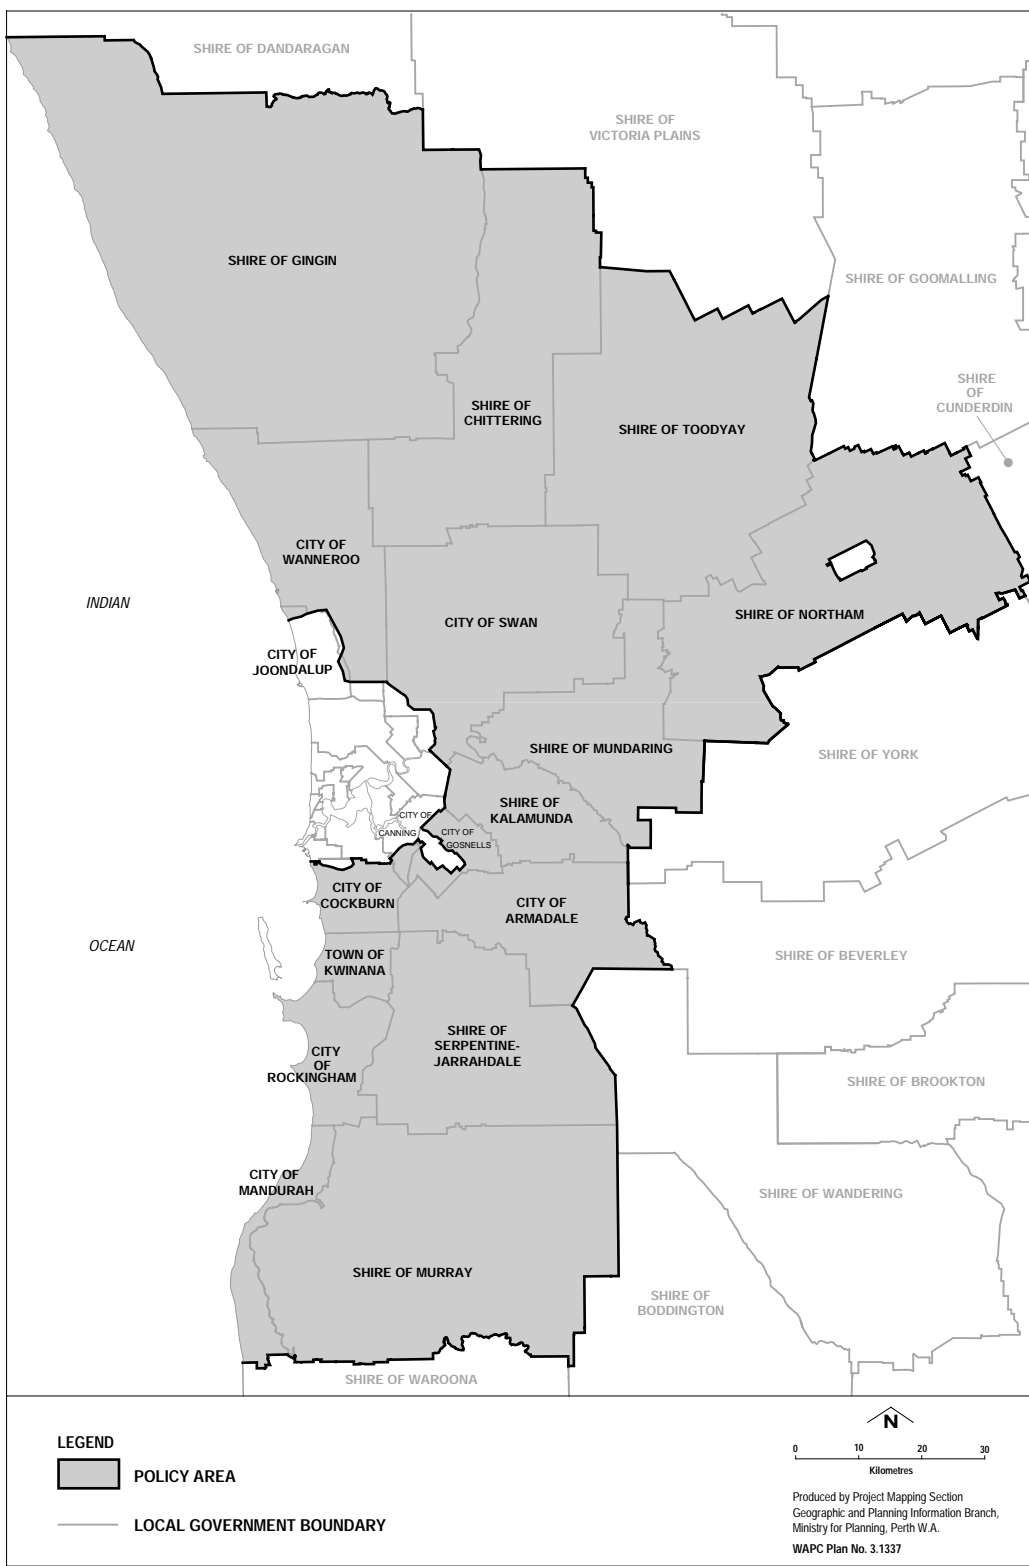 SHIRE OF DANDARAGAN
SHIRE OF
VICTORIA PLAINS
SHIRE OF GINGIN
SHIRE OF GOOMALLING
SHIRE
OF
CUNDERDIN
SHIRE OF
CHITTERING
SHIRE OF TOODYAY
CITY OF
WANNEROO
INDIAN
SHIRE OF NORTHAM
CITY OF SWAN
CITY OF
JOONDALUP
SHIRE OF MUNDARING
SHIRE OF YORK
SHIRE OF
KALAMUNDA
CITY OF
CANNING
CITY OF
GOSNELLS
CITY OF
COCKBURN
CITY OF
ARMADALE
OCEAN
TOWN OF
KWINANA
SHIRE OF BEVERLEY
SHIRE OF
SERPENTINE-
JARRAHDALE
CITY
OF
ROCKINGHAM
SHIRE OF BROOKTON
CITY OF
MANDURAH
SHIRE OF WANDERING
SHIRE OF MURRAY
SHIRE OF
BODDINGTON
SHIRE OF WAROONA
LEGEND
POLICY AREA
LOCAL GOVERNMENT BOUNDARY
N
0 10 20 30
Kilometres
Produced by Project Mapping Section
Geographic and Planning Information Branch,
Ministry for Planning, Perth W.A.
WAPC Plan No. 3.1337